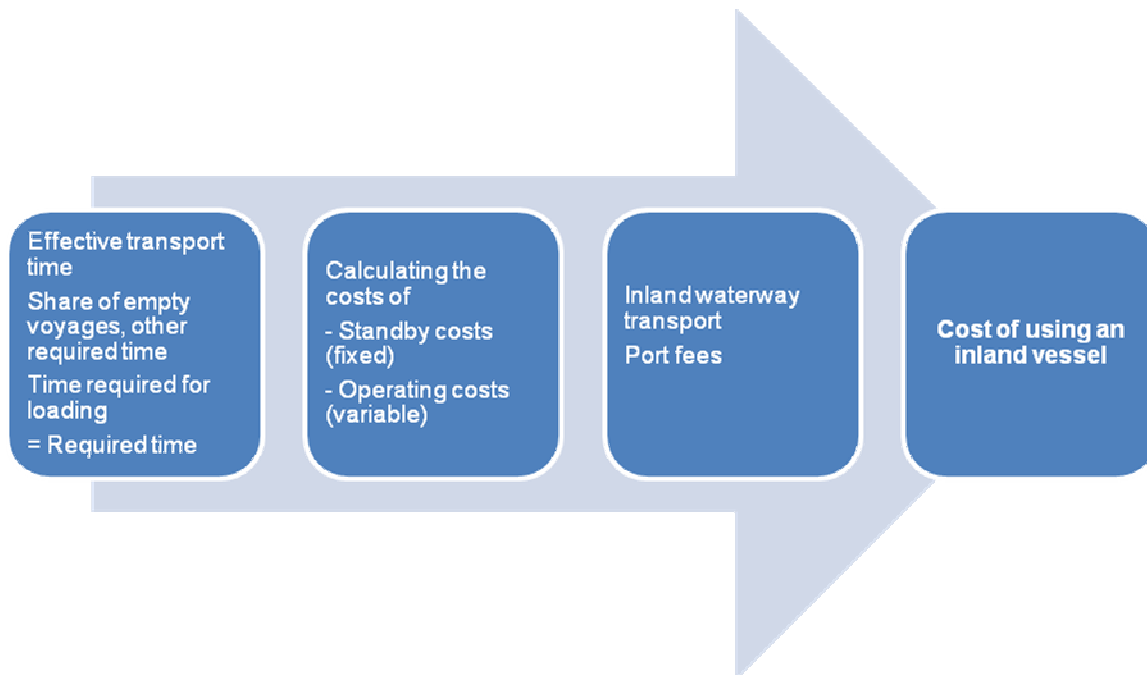 Effective transport
time
Share of empty
voyages, other
required time
Time required for
loading
= Required time
Calculating the
costs of
- Standby costs
(fixed)
- Operating costs
(variable)
Inland waterway
transport
Port fees
Cost of using an
inland vessel